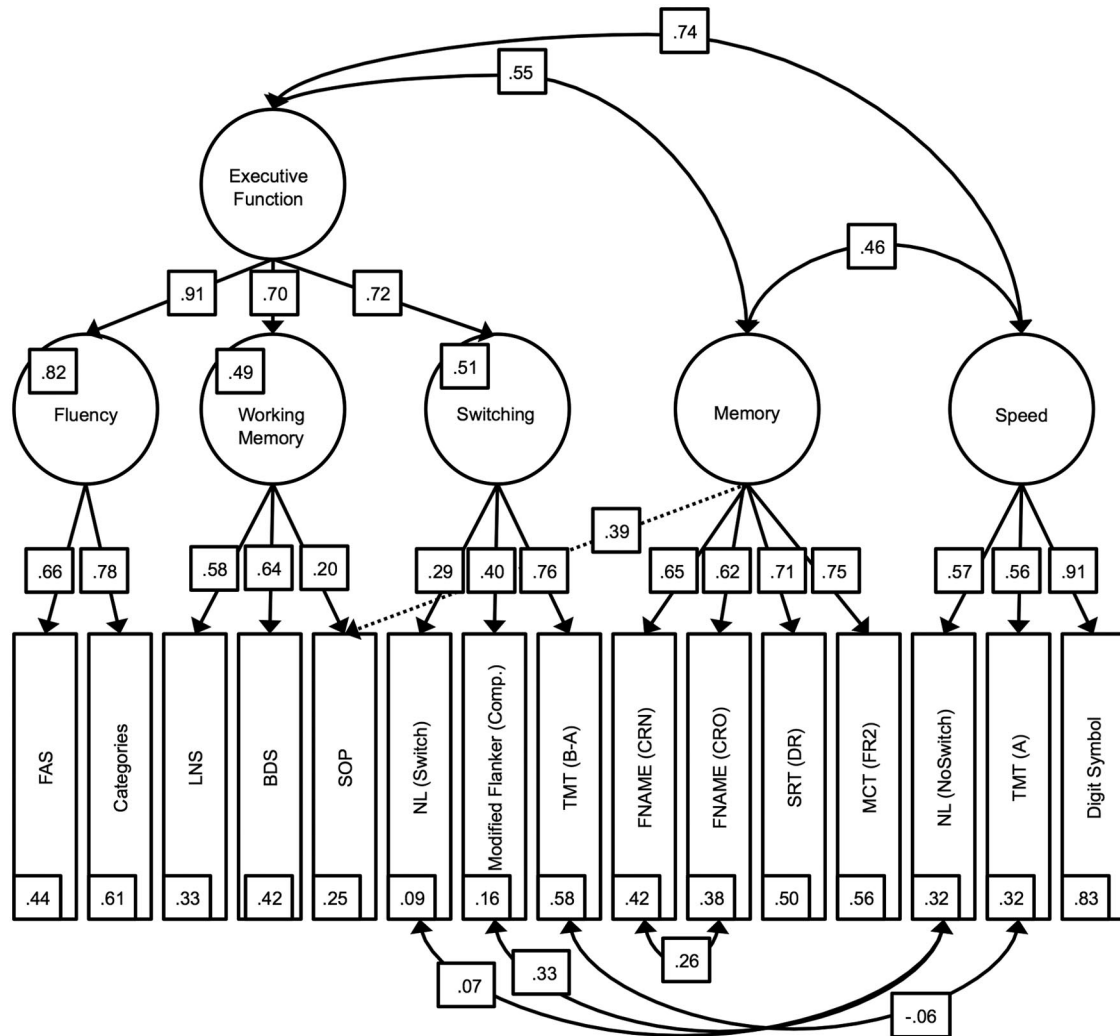 .74
.55
Executive
Function
.46
.91
.70
.72
.82
.49
.51
Fluency
Working
Memory
Switching
Memory
Speed
.39
.66
.78
.58
.64
.20
.29
.40
.76
.65
.62
.71
.75
.57
.56
.91
FAS
Categories
LNS
BDS
SOP
NL (Switch)
Modified Flanker (Comp.)
TMT (B-A)
FNAME (CRN)
FNAME (CRO)
SRT (DR)
MCT (FR2)
NL (NoSwitch)
TMT (A)
Digit Symbol
.44
.61
.33
.42
.25
.09
.16
.58
.42
.38
.50
.56
.32
.32
.83
.07
.33
.26
-.06